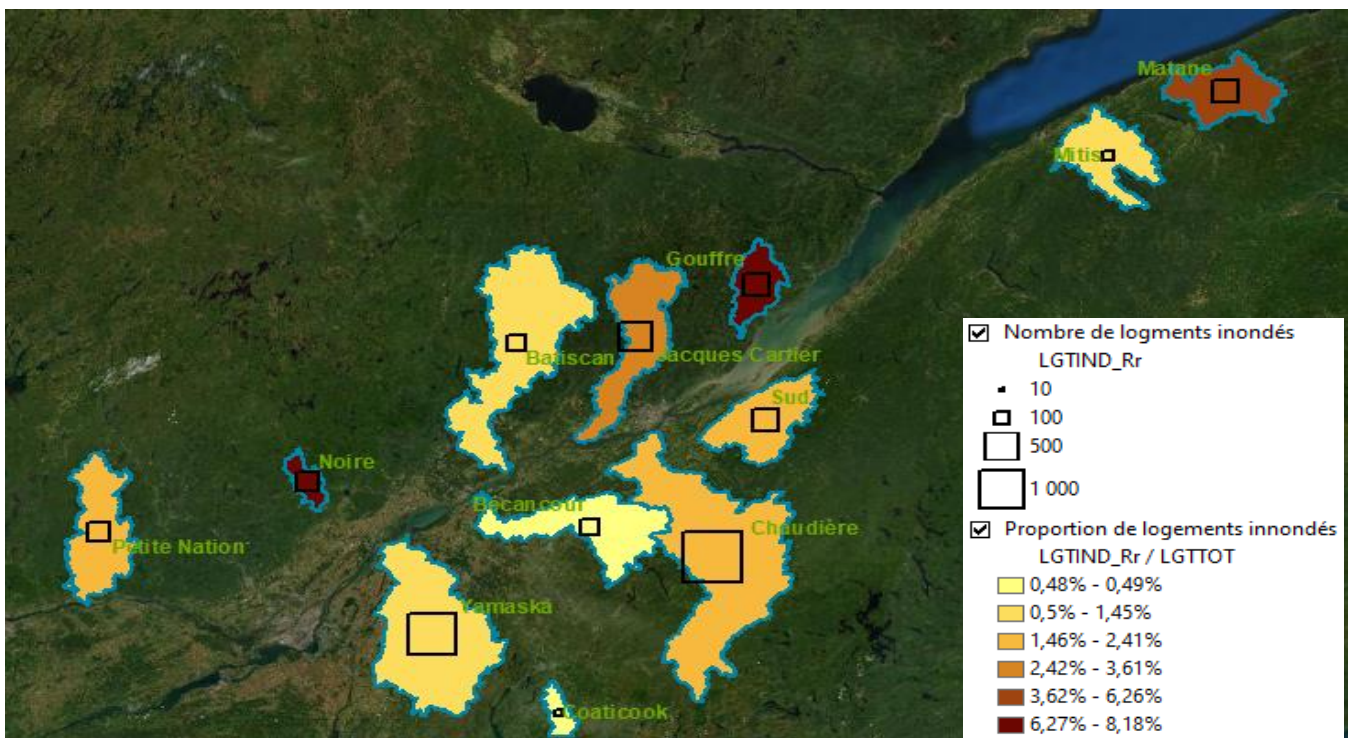 Matane
Mitis
Gouffre
Batiscan
Jacques Cartier
Sud
Noire
Bécancour
Chaudière
Petite Nation
Yamaska
Coaticook
Nombre de logments inondés
LGTIND_Rr
10
100
500
1 000
Proportion de logements innondés
LGTIND_Rr / LGTTOT
0,48% - 0,49%
0,5% - 1,45%
1,46% - 2,41%
2,42% - 3,61%
3,62% - 6,26%
6,27% - 8,18%